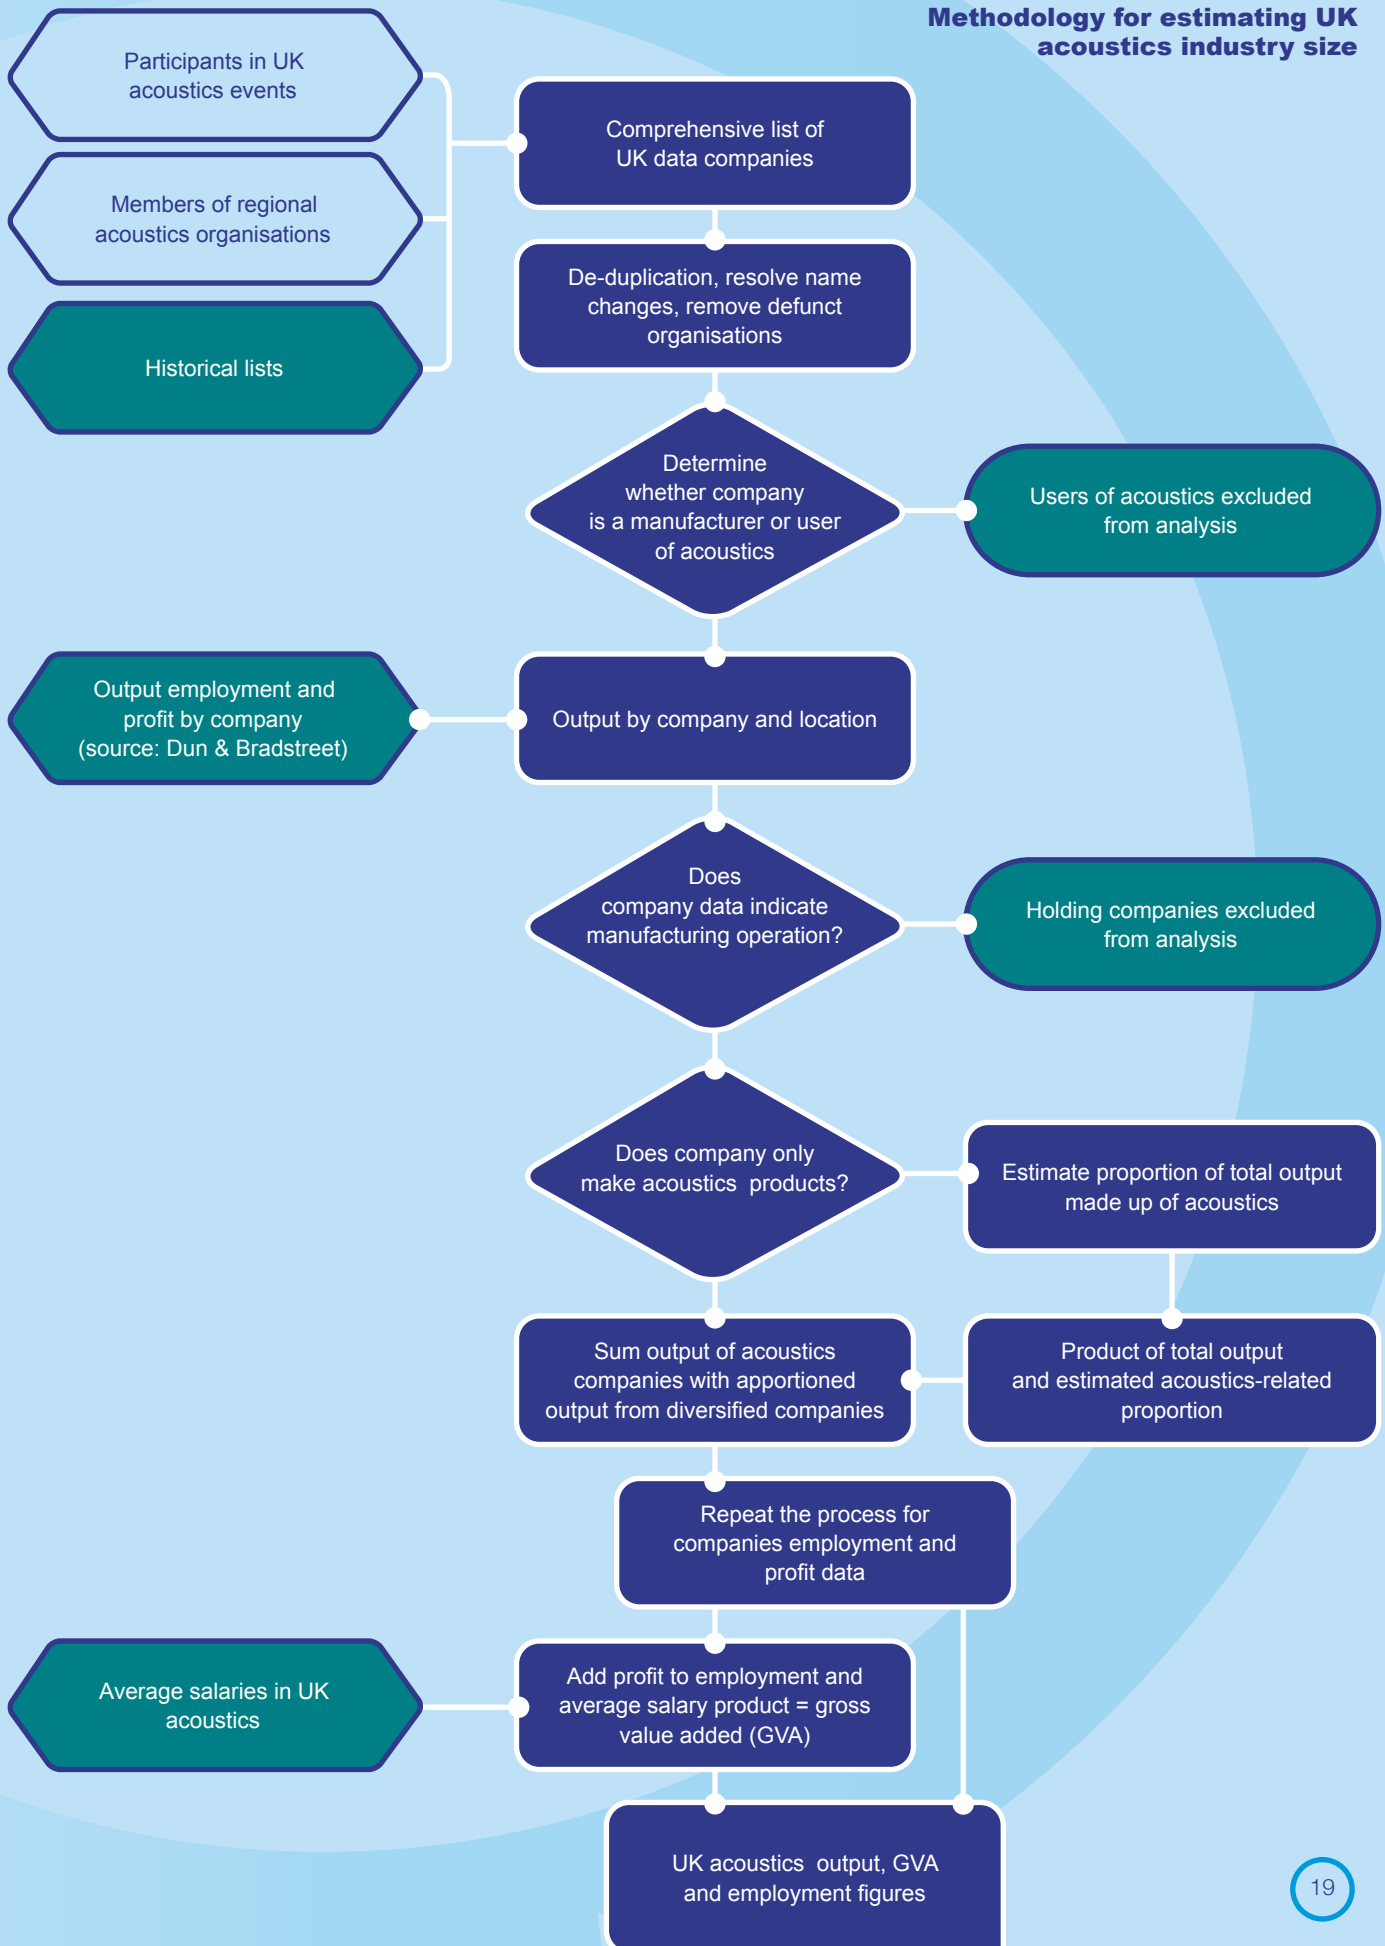 Methodology for estimating UK
acoustics industry size
Participants in UK
acoustics events
Members of regional
acoustics organisations
Historical lists
Comprehensive list of
UK data companies
De-duplication, resolve name
changes, remove defunct
organisations
Determine
whether company
is a manufacturer or user
of acoustics
Users of acoustics excluded
from analysis
Output employment and
profit by company
(source: Dun & Bradstreet)
Output by company and location
Does
company data indicate
manufacturing operation?
Holding companies excluded
from analysis
Does company only
make acoustics  products?
Estimate proportion of total output
made up of acoustics
Sum output of acoustics
companies with apportioned
output from diversified companies
Product of total output
and estimated acoustics-related
proportion
Repeat the process for
companies employment and
profit data
Average salaries in UK
acoustics
Add profit to employment and
average salary product = gross
value added (GVA)
UK acoustics  output, GVA
and employment figures
19